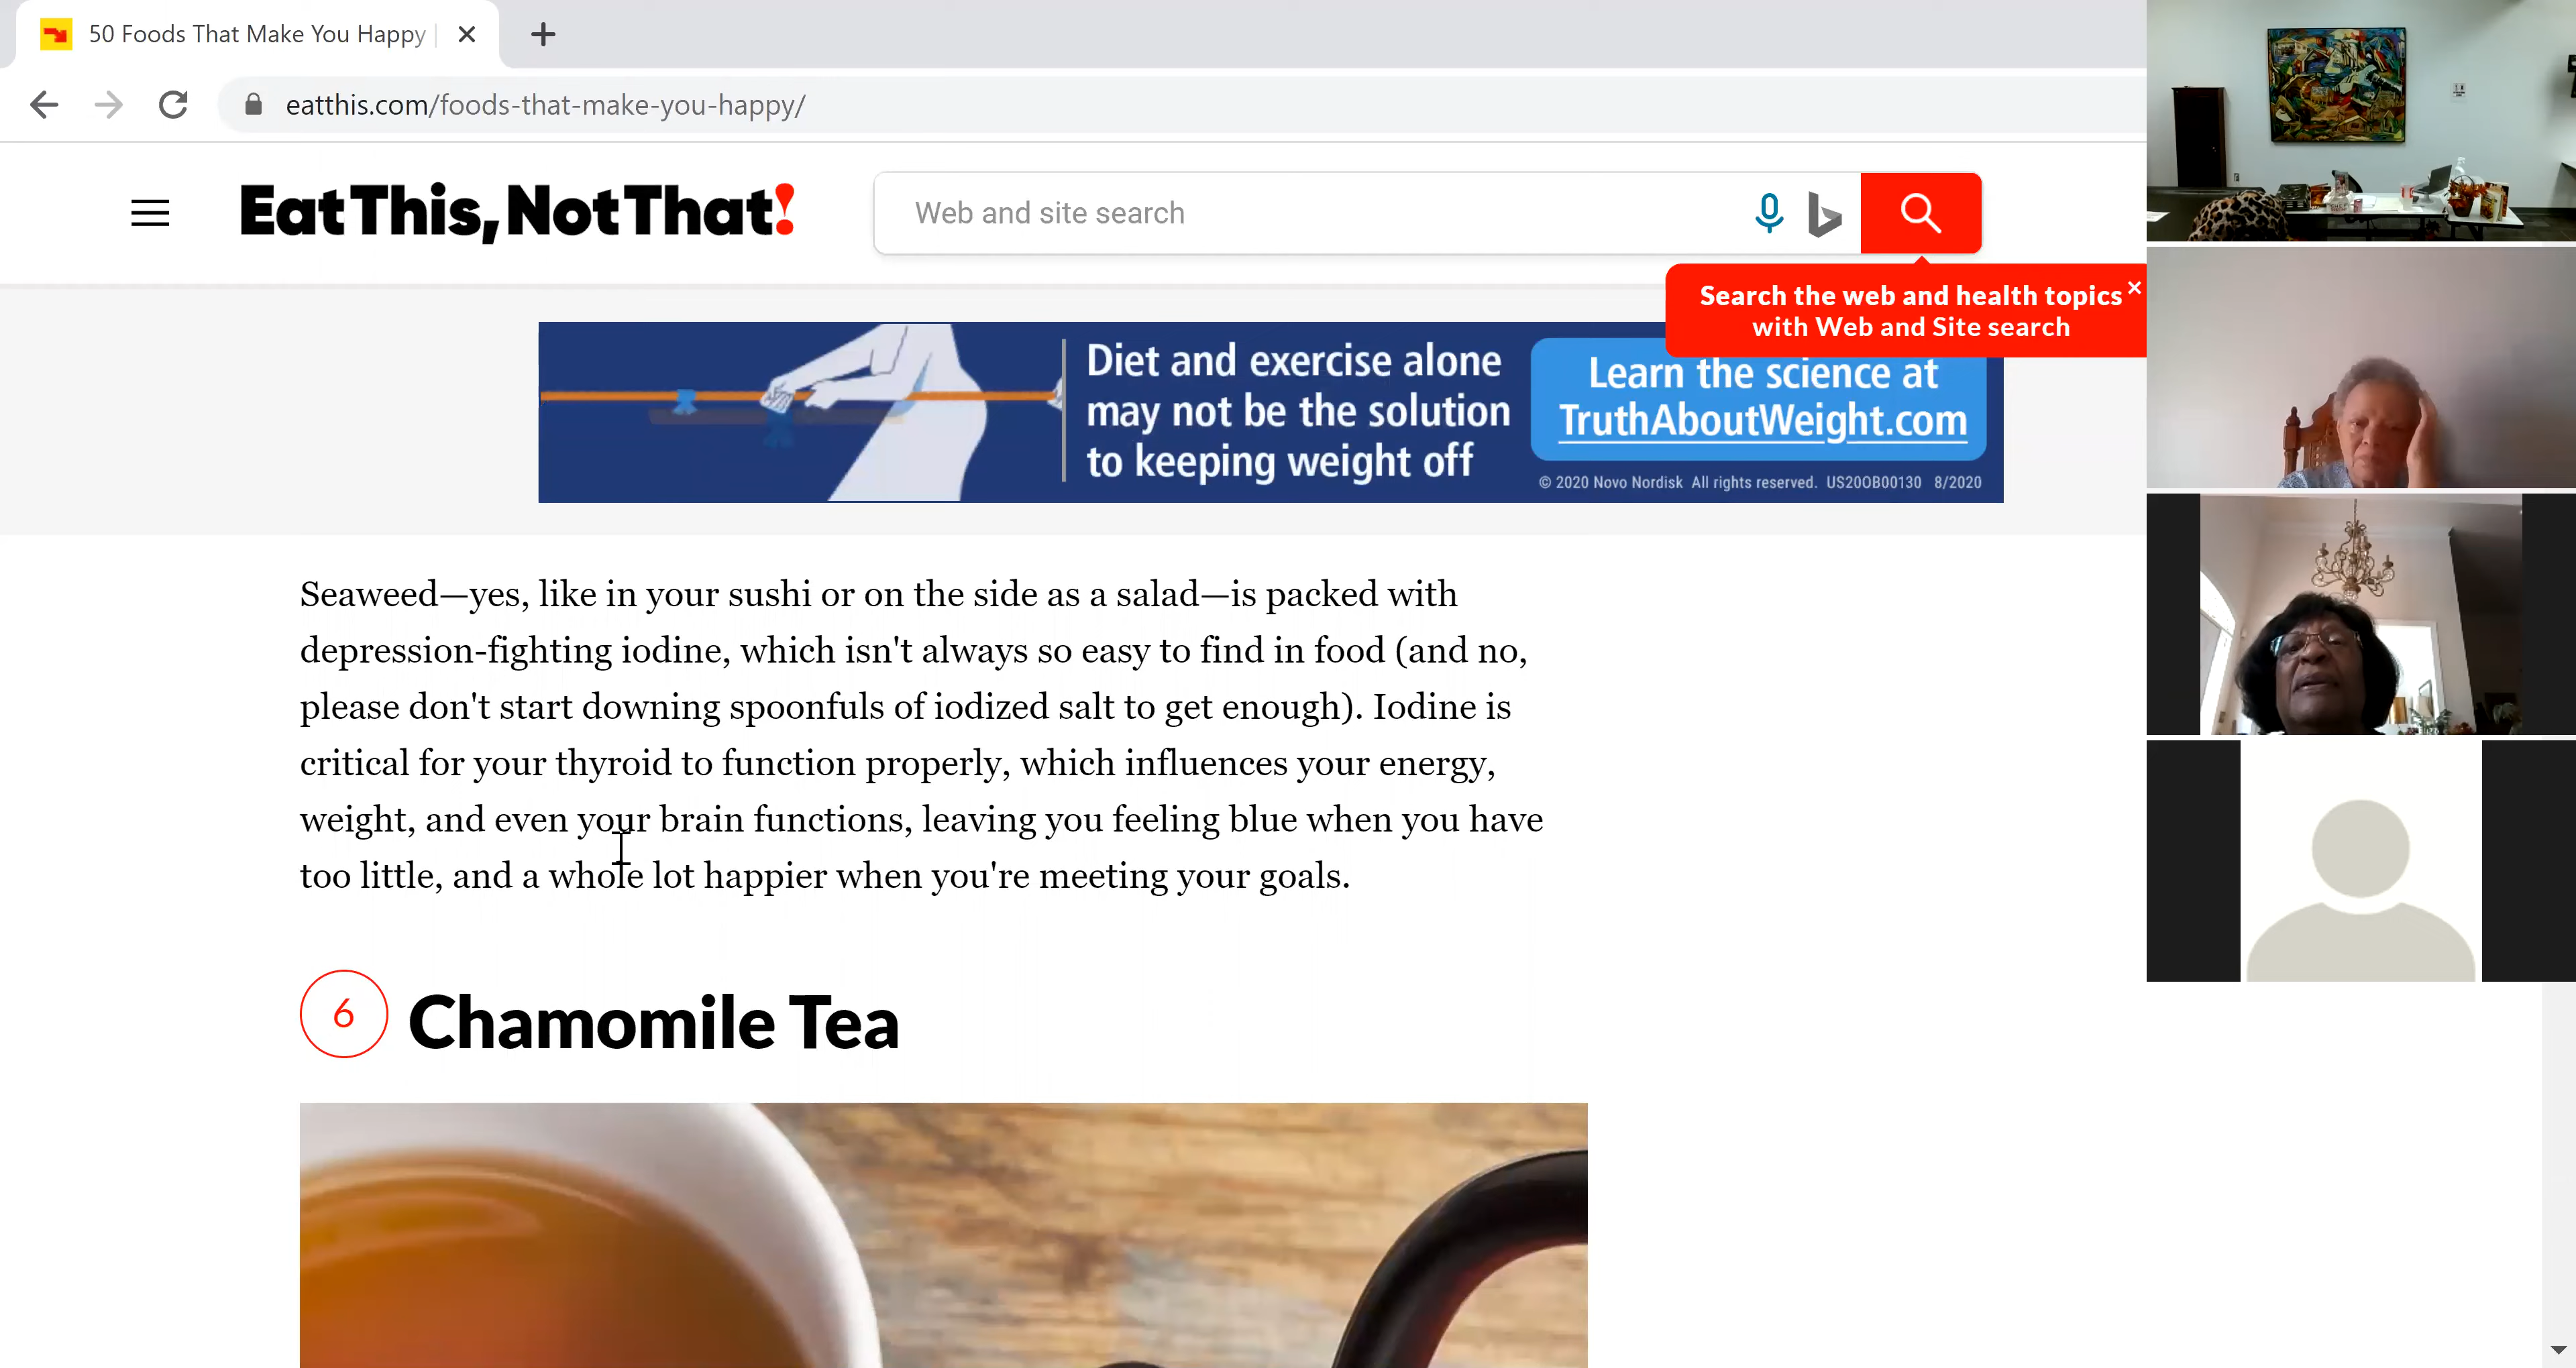 50 Foods That Make You Happy
eatthis.com/foods-that-make-you-happy/
Eat This, Not That!
Web and site search
Search the web and health topics
with Web and Site search
Diet and exercise alone
may not be the solution
to keeping weight off
Learn the science at
TruthAboutWeight.com
© 2020 Novo Nordisk All rights reserved. US20OB00130 8/2020
Seaweed—yes, like in your sushi or on the side as a salad—is packed with
depression-fighting iodine, which isn't always so easy to find in food (and no,
please don't start downing spoonfuls of iodized salt to get enough). Iodine is
critical for your thyroid to function properly, which influences your energy,
weight, and even your brain functions, leaving you feeling blue when you have
too little, and a whole lot happier when you're meeting your goals.
6 Chamomile Tea